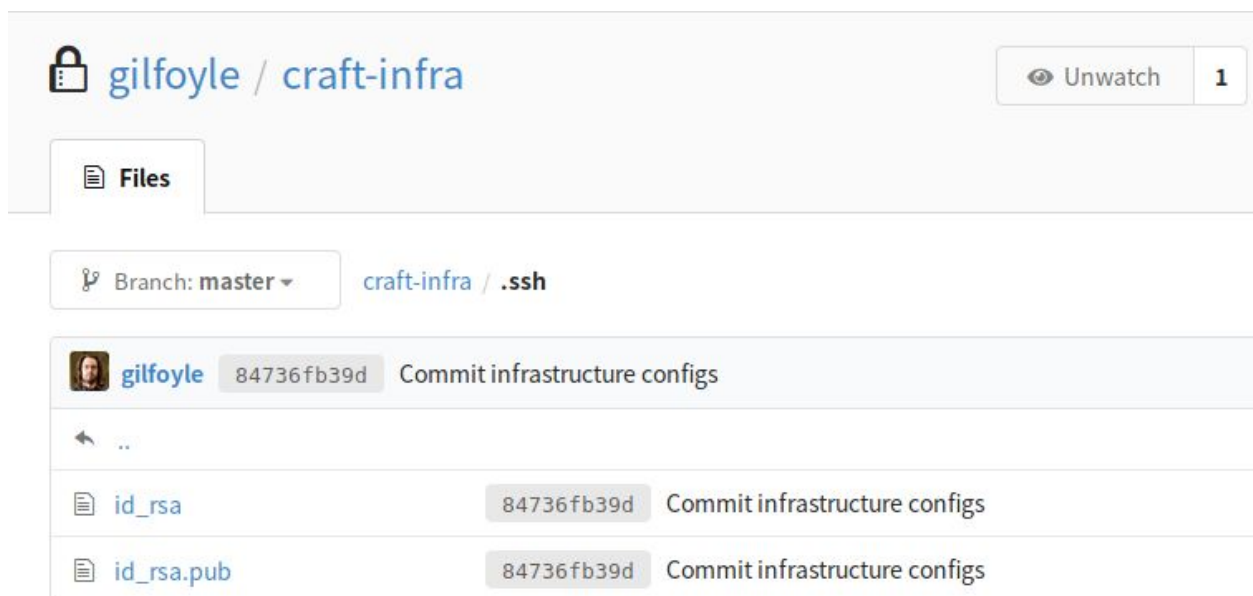 gilfoyle / craft-infra
Unwatch 1
Files
Branch: master craft-infra / .ssh
gilfoyle 84736fb39d Commit infrastructure configs
..
id_rsa 84736fb39d Commit infrastructure configs
id_rsa.pub 84736fb39d Commit infrastructure configs